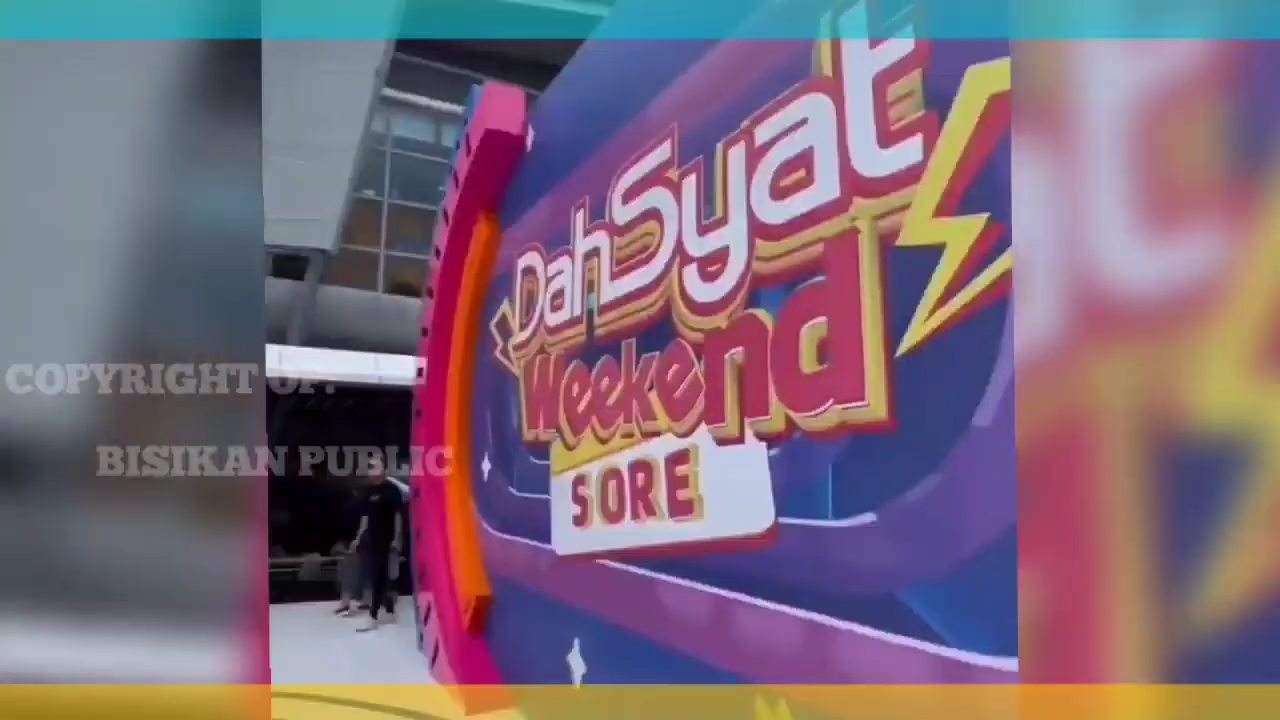 DahSyat
Weekend
SORE
COPYRIGHT OF:
BISIKAN PUBLIC